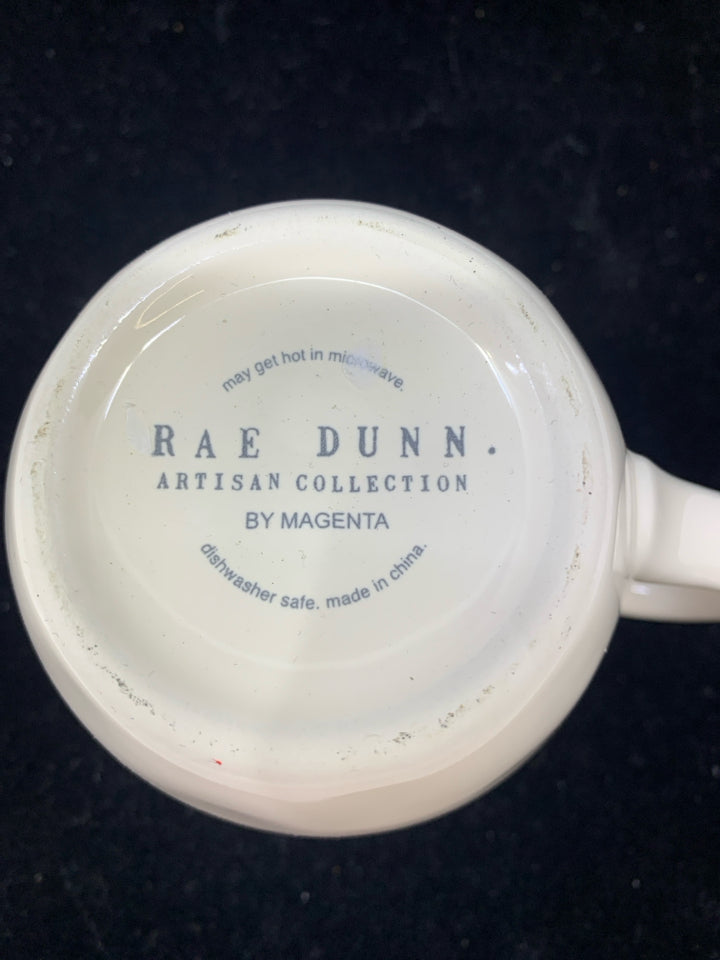 may get hot in microwave.
RAE DUNN.
ARTISAN COLLECTION
BY MAGENTA
dishwasher safe. made in china.